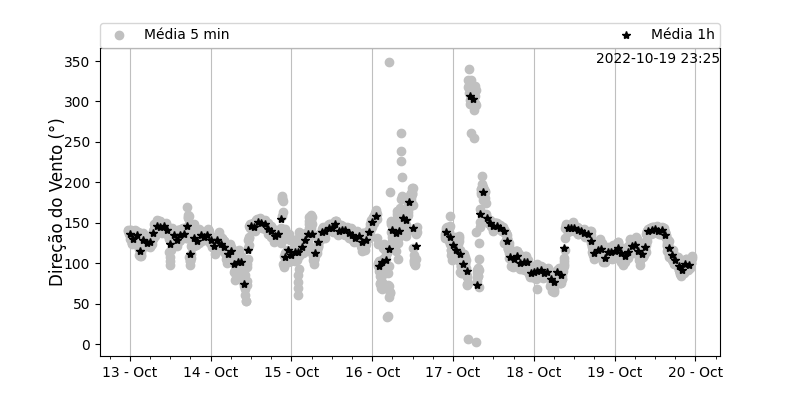 Média 5 min
Média 1h
2022-10-19 23:25
Direção do Vento (°)
350
300
250
200
150
100
50
0
13 - Oct
14 - Oct
15 - Oct
16 - Oct
17 - Oct
18 - Oct
19 - Oct
20 - Oct